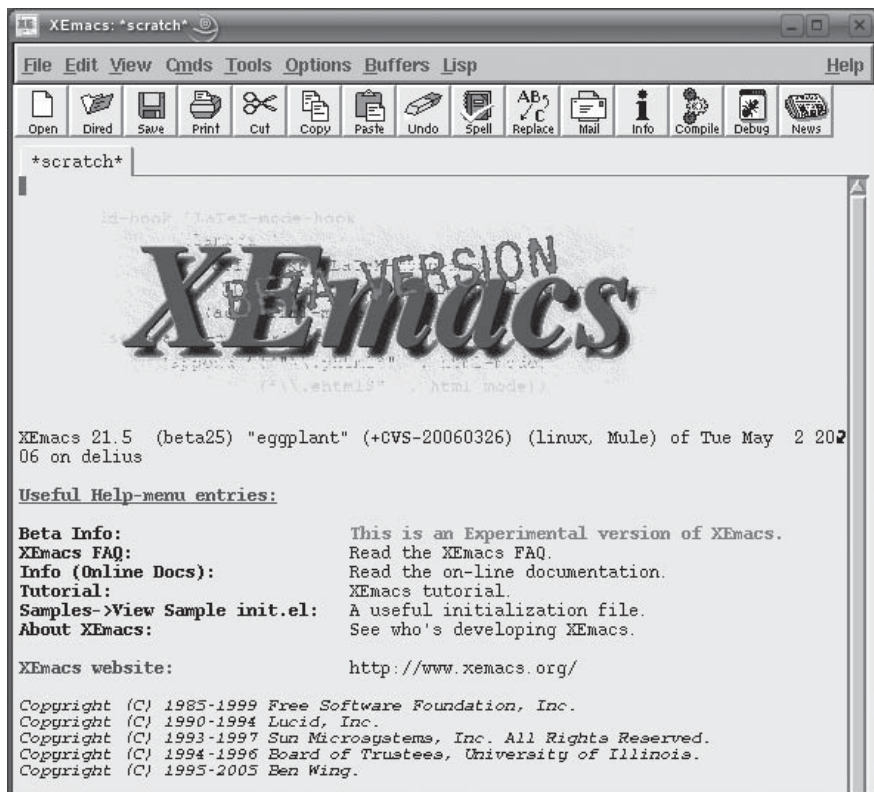 XEmacs: *scratch*
File Edit View Cmds Tools Options Buffers Lisp Help
Open Dired Save Print Cut Copy Paste Undo Spell Replace Mail Info Compile Debug News
*scratch*
XEmacs
BETA VERSION
XEmacs 21.5 (beta25) "eggplant" (+CVS-20060326) (linux, Mule) of Tue May 2 20
06 on delius
Useful Help-menu entries:
Beta Info: This is an Experimental version of XEmacs.
XEmacs FAQ: Read the XEmacs FAQ.
Info (Online Docs): Read the on-line documentation.
Tutorial: XEmacs tutorial.
Samples->View Sample init.el: A useful initialization file.
About XEmacs: See who's developing XEmacs.
XEmacs website: http://www.xemacs.org/
Copyright (C) 1985-1999 Free Software Foundation, Inc.
Copyright (C) 1990-1994 Lucid, Inc.
Copyright (C) 1993-1997 Sun Microsystems, Inc. All Rights Reserved.
Copyright (C) 1994-1996 Board of Trustees, University of Illinois.
Copyright (C) 1995-2005 Ben Wing.